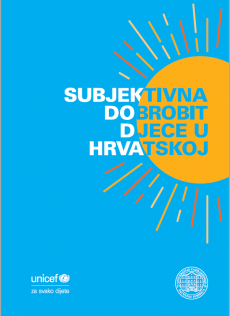 SUBJEKTIVNA
DOBROBIT
DJECE U
HRVATSKOJ
unicef
za svako dijete